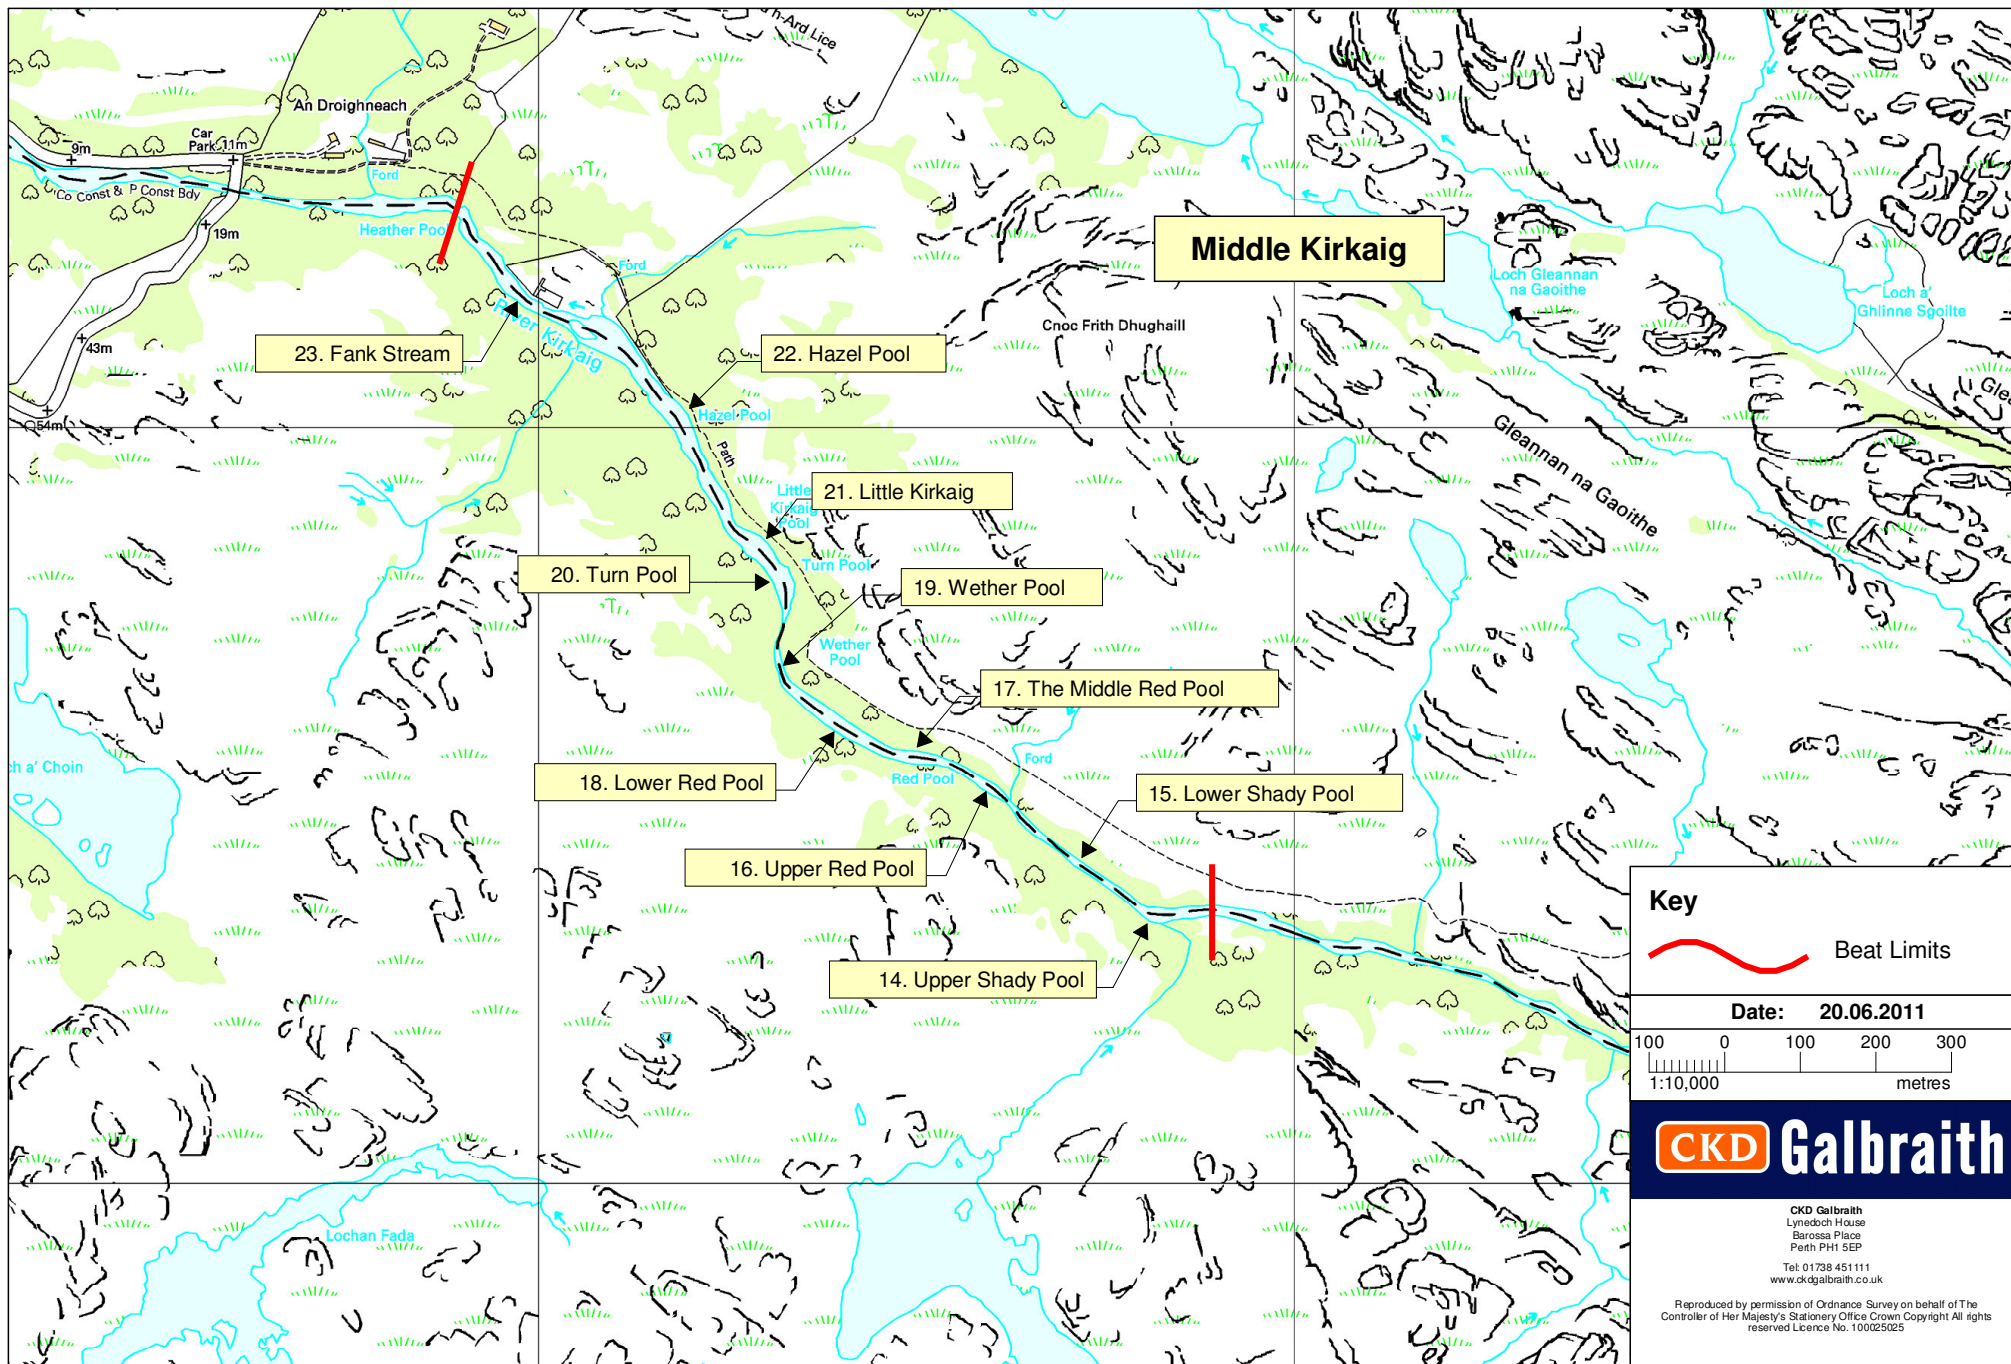 An Droighneach
Car
Park 11m
9m
Ford
Co Const & P Const Bdy
19m
Heather Pool
Ford
43m
54m
River Kirkaig
23. Fank Stream
22. Hazel Pool
Hazel Pool
Path
Middle Kirkaig
Cnoc Frith Dhughaill
Loch Gleannan
na Gaoithe
Loch a'
Ghlinne Sgoilte
Gleannan na Gaoithe
21. Little Kirkaig
Little
Kirkaig
Pool
20. Turn Pool
Turn Pool
19. Wether Pool
Wether
Pool
17. The Middle Red Pool
18. Lower Red Pool
Red Pool
Ford
15. Lower Shady Pool
16. Upper Red Pool
14. Upper Shady Pool
ch a' Choin
Lochan Fada
Key
Beat Limits
Date: 20.06.2011
100 0 100 200 300
1:10,000 metres
CKD Galbraith
CKD Galbraith
Lynedoch House
Barossa Place
Perth PH1 5EP
Tel: 01738 451111
www.ckdgalbraith.co.uk
Reproduced by permission of Ordnance Survey on behalf of The
Controller of Her Majesty's Stationery Office Crown Copyright All rights
reserved Licence No. 100025025